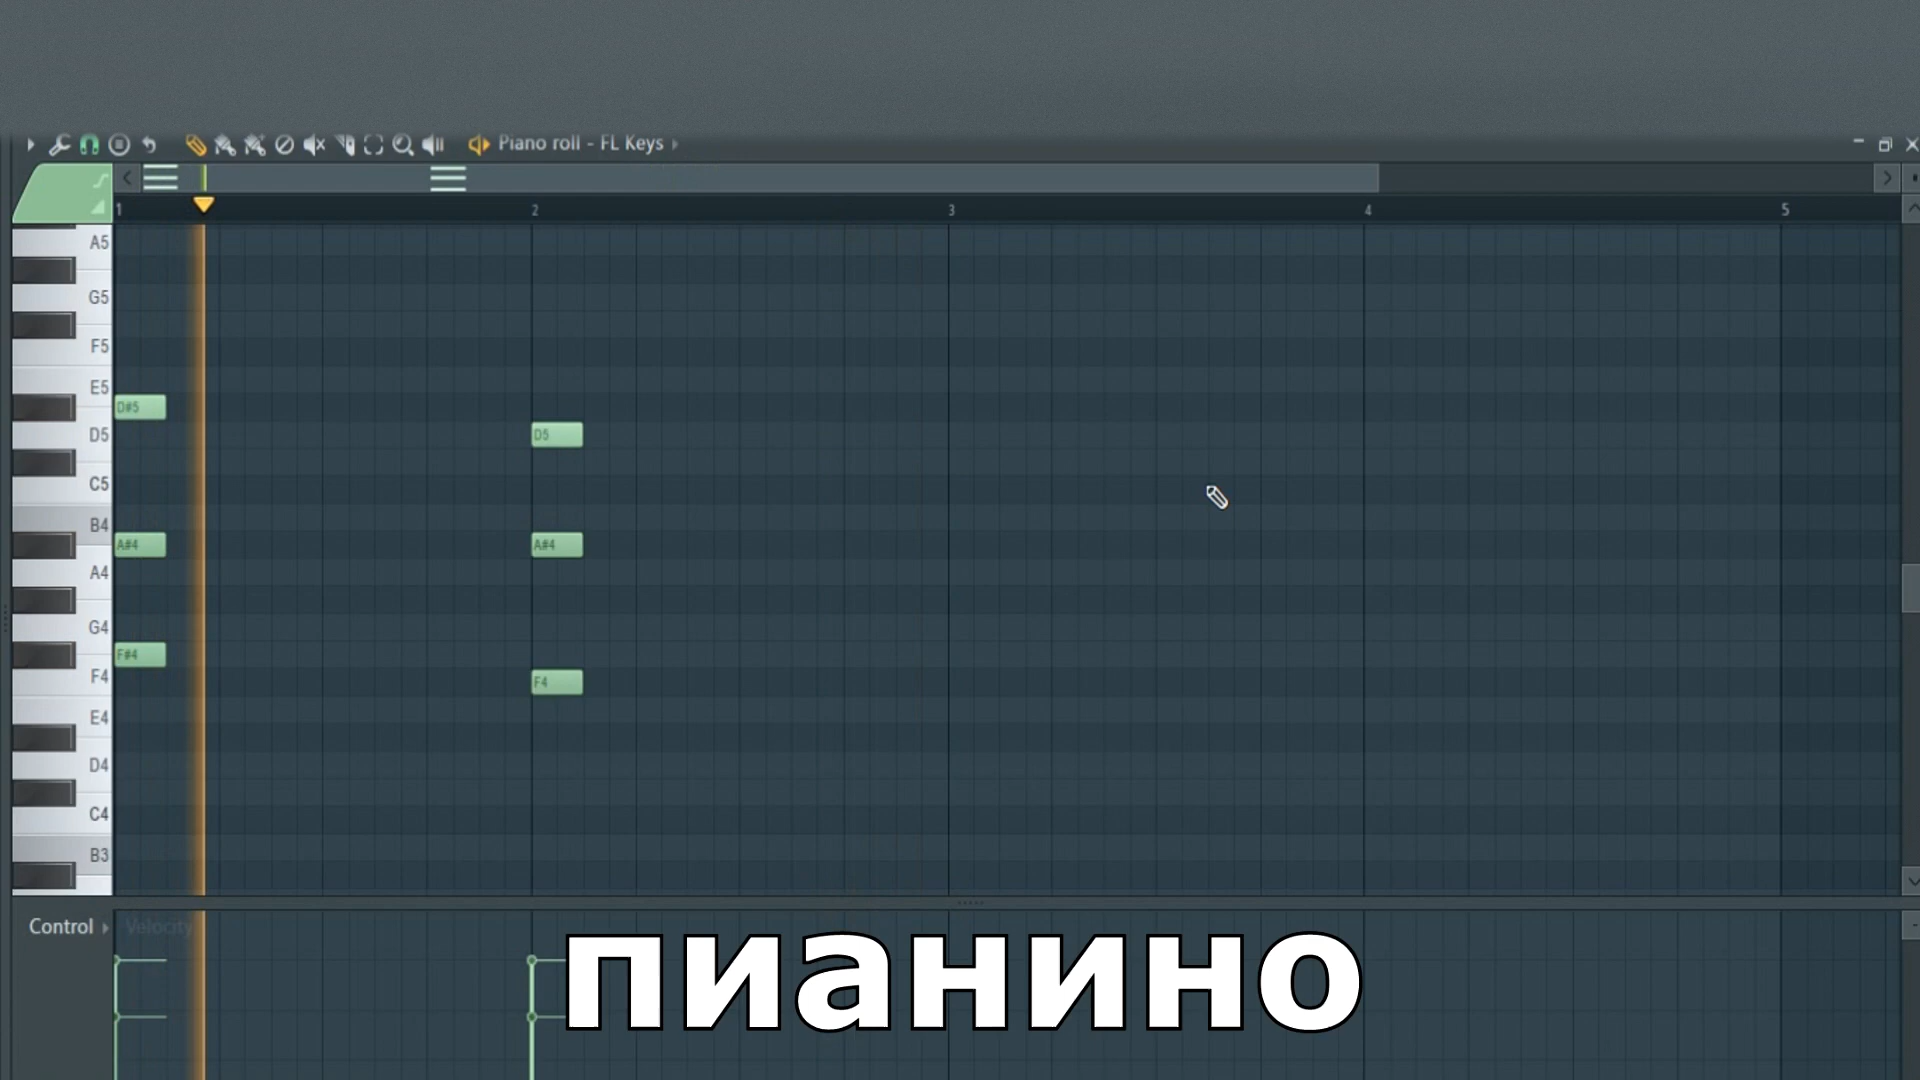 Piano roll - FL Keys
1 2 3 4 5
A5
G5
F5
E5
D#5
D5 D5
C5
B4
A#4 A#4
A4
G4
F#4
F4 F4
E4
D4
C4
B3
Control Velocity
пианино